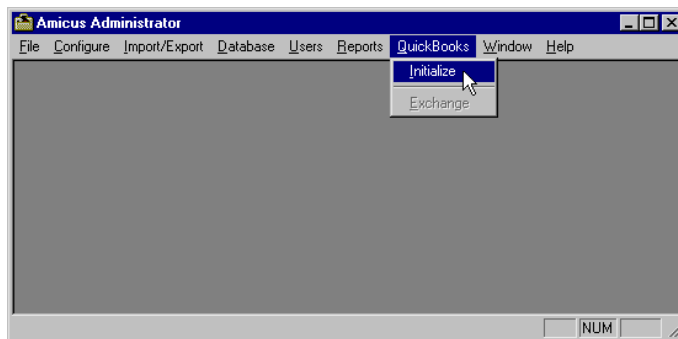 Amicus Administrator
File Configure Import/Export Database Users Reports QuickBooks Window Help
Initialize
Exchange
NUM